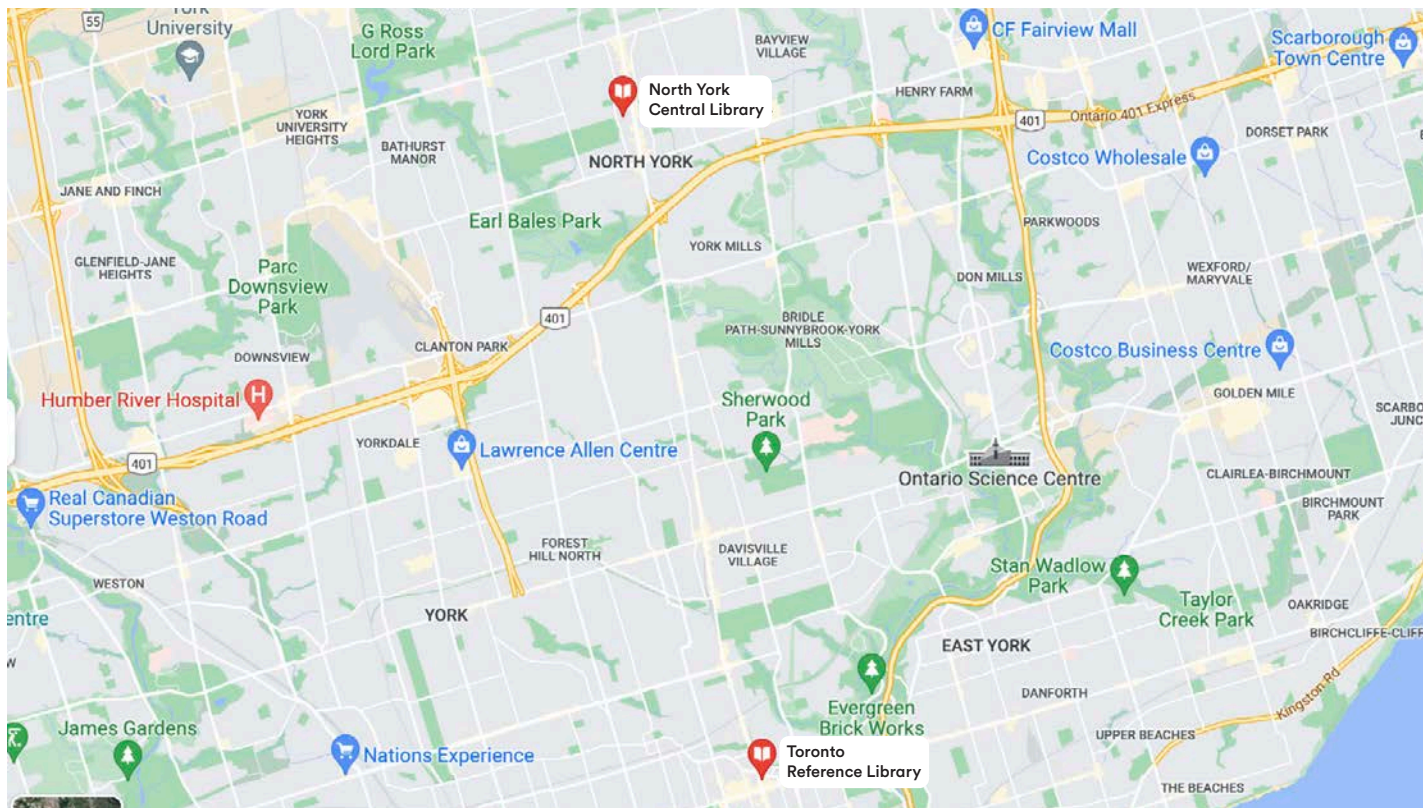 55
York
University
G Ross
Lord Park
BAYVIEW
VILLAGE
CF Fairview Mall
Scarborough
Town Centre
North York
Central Library
HENRY FARM
401
Ontario 401 Express
DORSET PARK
YORK
UNIVERSITY
HEIGHTS
BATHURST
MANOR
NORTH YORK
Costco Wholesale
JANE AND FINCH
Earl Bales Park
PARKWOODS
YORK MILLS
GLENFIELD-JANE
HEIGHTS
Parc
Downsview
Park
DON MILLS
WEXFORD/
MARYVALE
401
BRIDLE
PATH-SUNNYBROOK-YORK
MILLS
CLANTON PARK
DOWNSVIEW
Costco Business Centre
Humber River Hospital
H
Sherwood
Park
GOLDEN MILE
SCARBO
JUNC
YORKDALE
Lawrence Allen Centre
401
Ontario Science Centre
CLAIRLEA-BIRCHMOUNT
Real Canadian
Superstore Weston Road
BIRCHMOUNT
PARK
FOREST
HILL NORTH
DAVISVILLE
VILLAGE
Stan Wadlow
Park
WESTON
Taylor
Creek Park
OAKRIDGE
entre
YORK
EAST YORK
BIRCHCLIFFE-CLIFF
W
DANFORTH
Kingston Rd
Evergreen
Brick Works
James Gardens
UPPER BEACHES
Nations Experience
Toronto
Reference Library
THE BEACHES